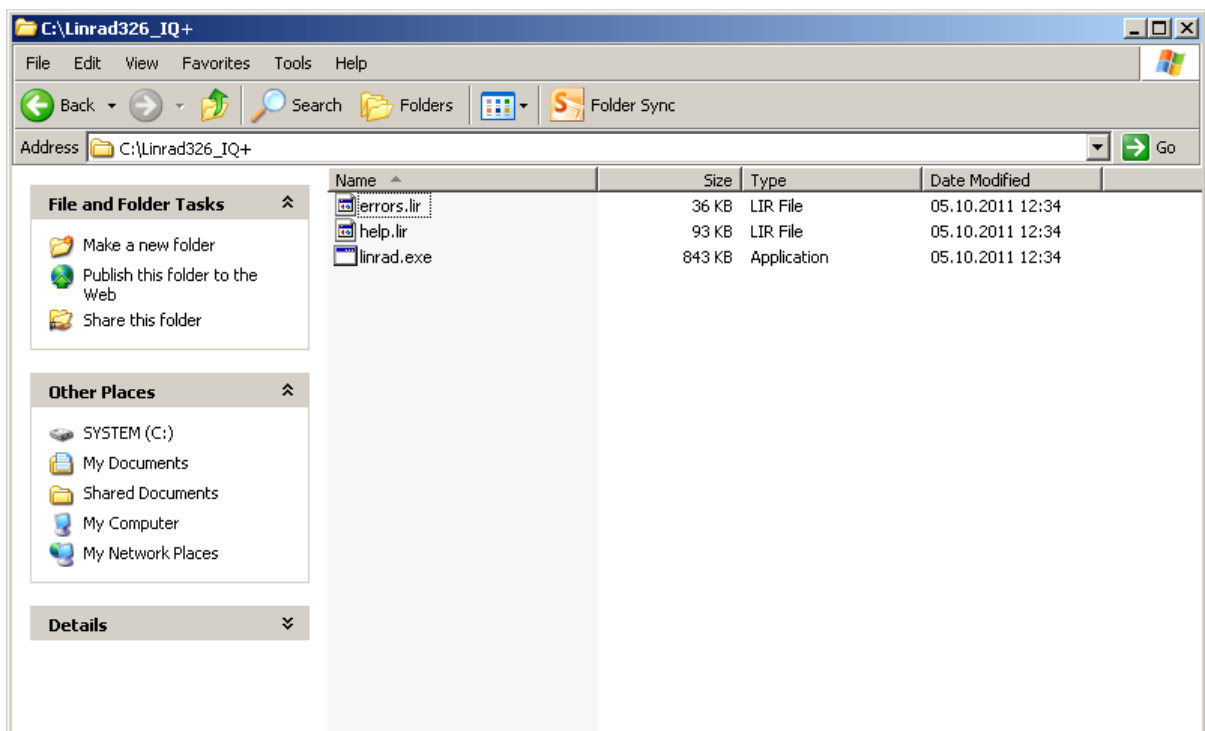 C:\Linrad326_IQ+
File Edit View Favorites Tools Help
Back Search Folders Folder Sync
Address C:\Linrad326_IQ+ Go
File and Folder Tasks
Make a new folder
Publish this folder to the
Web
Share this folder
Other Places
SYSTEM (C:)
My Documents
Shared Documents
My Computer
My Network Places
Details
Name Size Type Date Modified
errors.lir 36 KB LIR File 05.10.2011 12:34
help.lir 93 KB LIR File 05.10.2011 12:34
linrad.exe 843 KB Application 05.10.2011 12:34